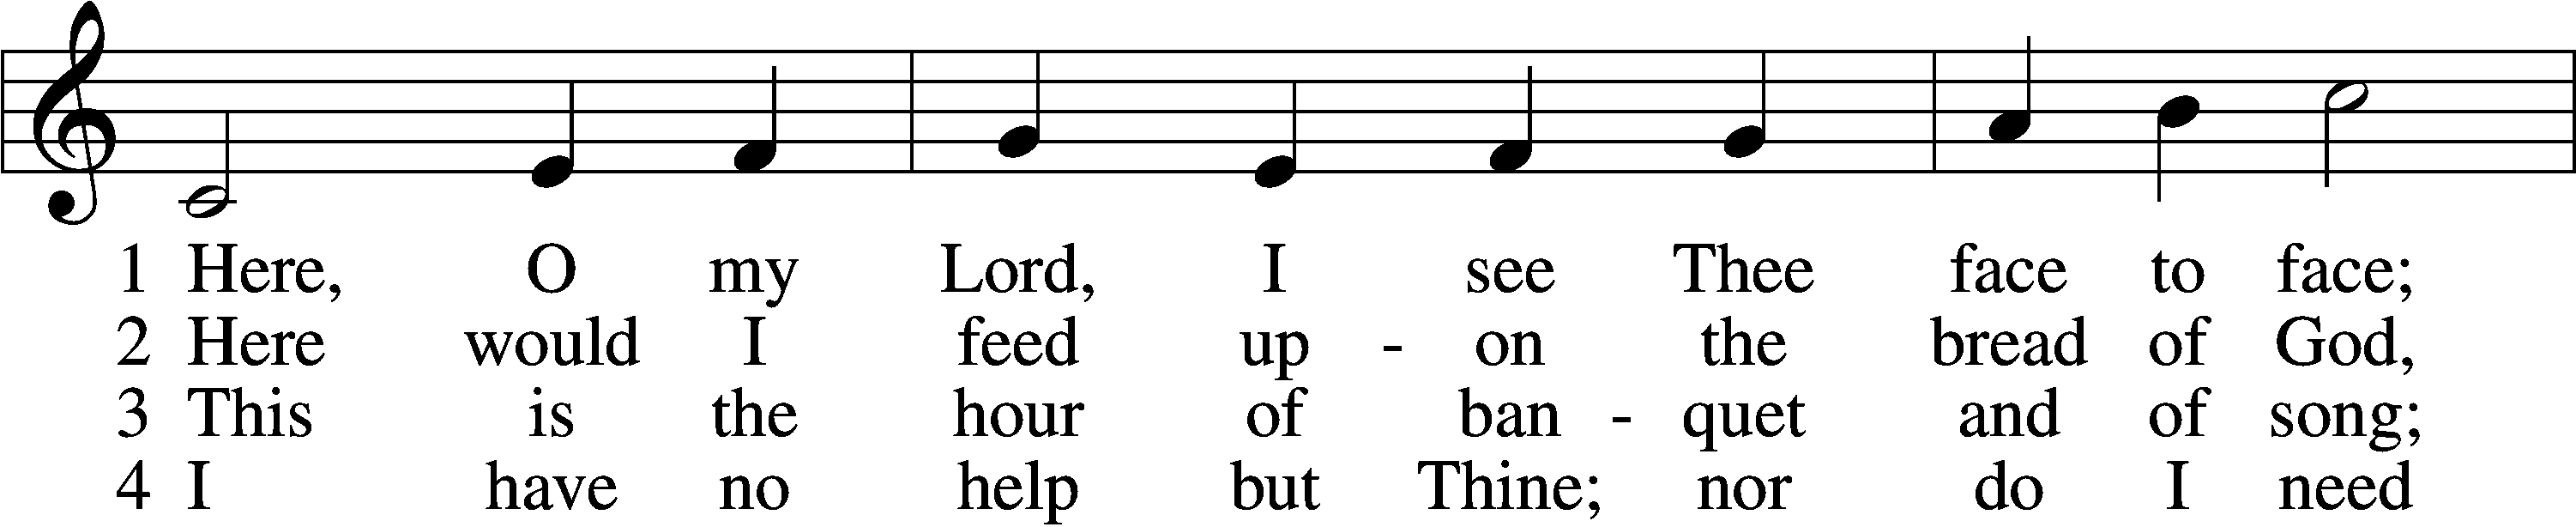 1 Here, O my Lord, I see Thee face to face;
2 Here would I feed up - on the bread of God,
3 This is the hour of ban - quet and of song;
4 I have no help but Thine; nor do I need